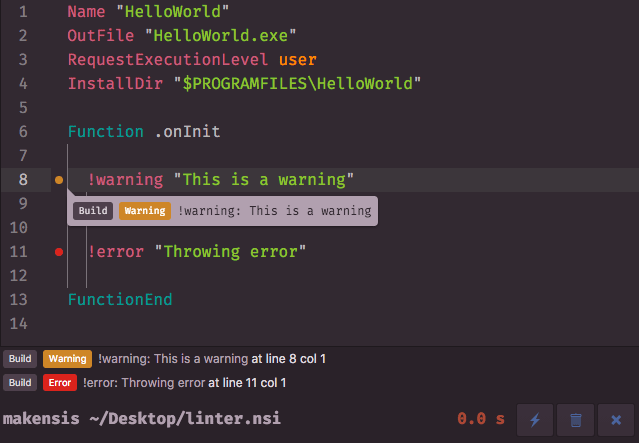 1 Name "HelloWorld"
2 OutFile "HelloWorld.exe"
3 RequestExecutionLevel user
4 InstallDir "$PROGRAMFILES\HelloWorld"
5
6 Function .onInit
7
8 !warning "This is a warning"
9 Build Warning !warning: This is a warning
10
11 !error "Throwing error"
12
13 FunctionEnd
14
Build Warning !warning: This is a warning at line 8 col 1
Build Error !error: Throwing error at line 11 col 1
makensis ~/Desktop/linter.nsi 0.0 s